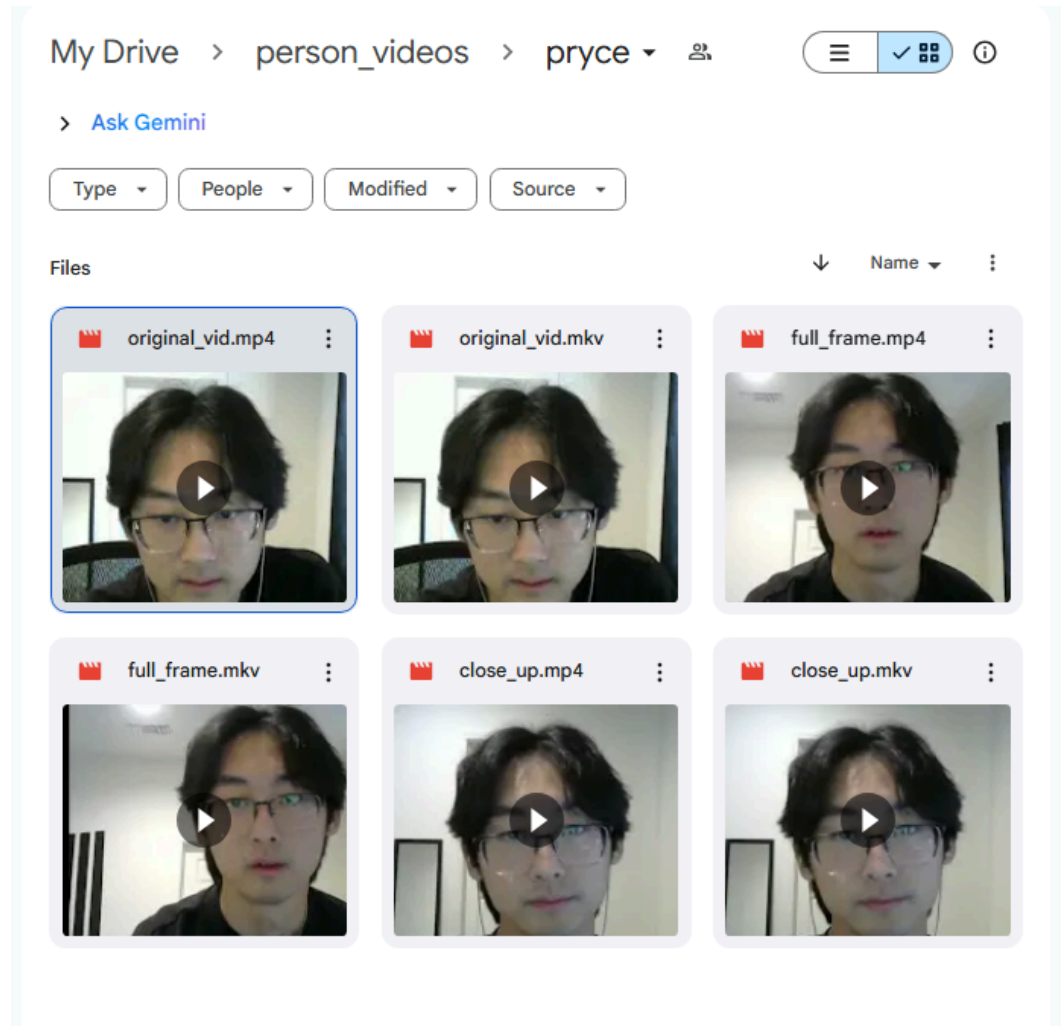 My Drive > person_videos > pryce
Ask Gemini
Type People Modified Source
Files Name
original_vid.mp4 original_vid.mkv full_frame.mp4
full_frame.mkv close_up.mp4 close_up.mkv